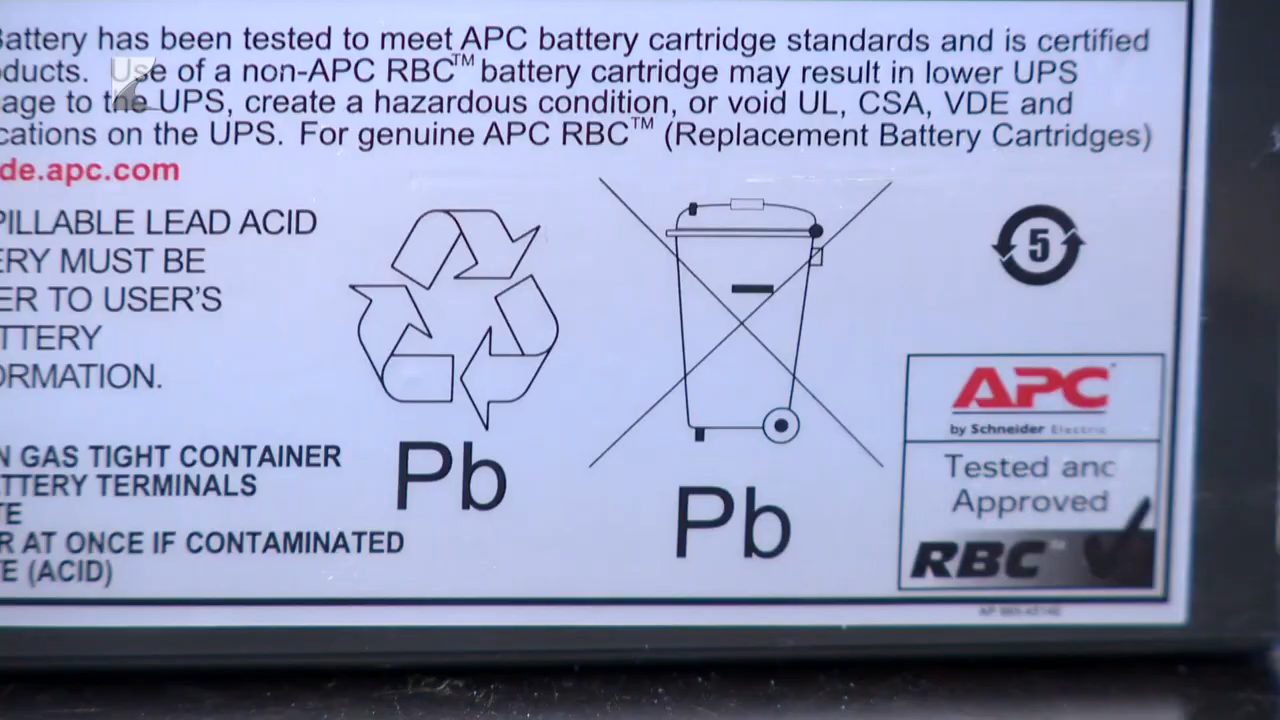 Battery has been tested to meet APC battery cartridge standards and is certified
ducts. Use of a non-APC RBC™ battery cartridge may result in lower UPS
age to the UPS, create a hazardous condition, or void UL, CSA, VDE and
cations on the UPS. For genuine APC RBC™ (Replacement Battery Cartridges)
de.apc.com
PILLABLE LEAD ACID
ERY MUST BE
ER TO USER'S
TTERY
ORMATION.
N GAS TIGHT CONTAINER
TTERY TERMINALS
TE
R AT ONCE IF CONTAMINATED
E (ACID)
Pb
Pb
5
APC
by Schneider Electric
Tested and
Approved
RBC™